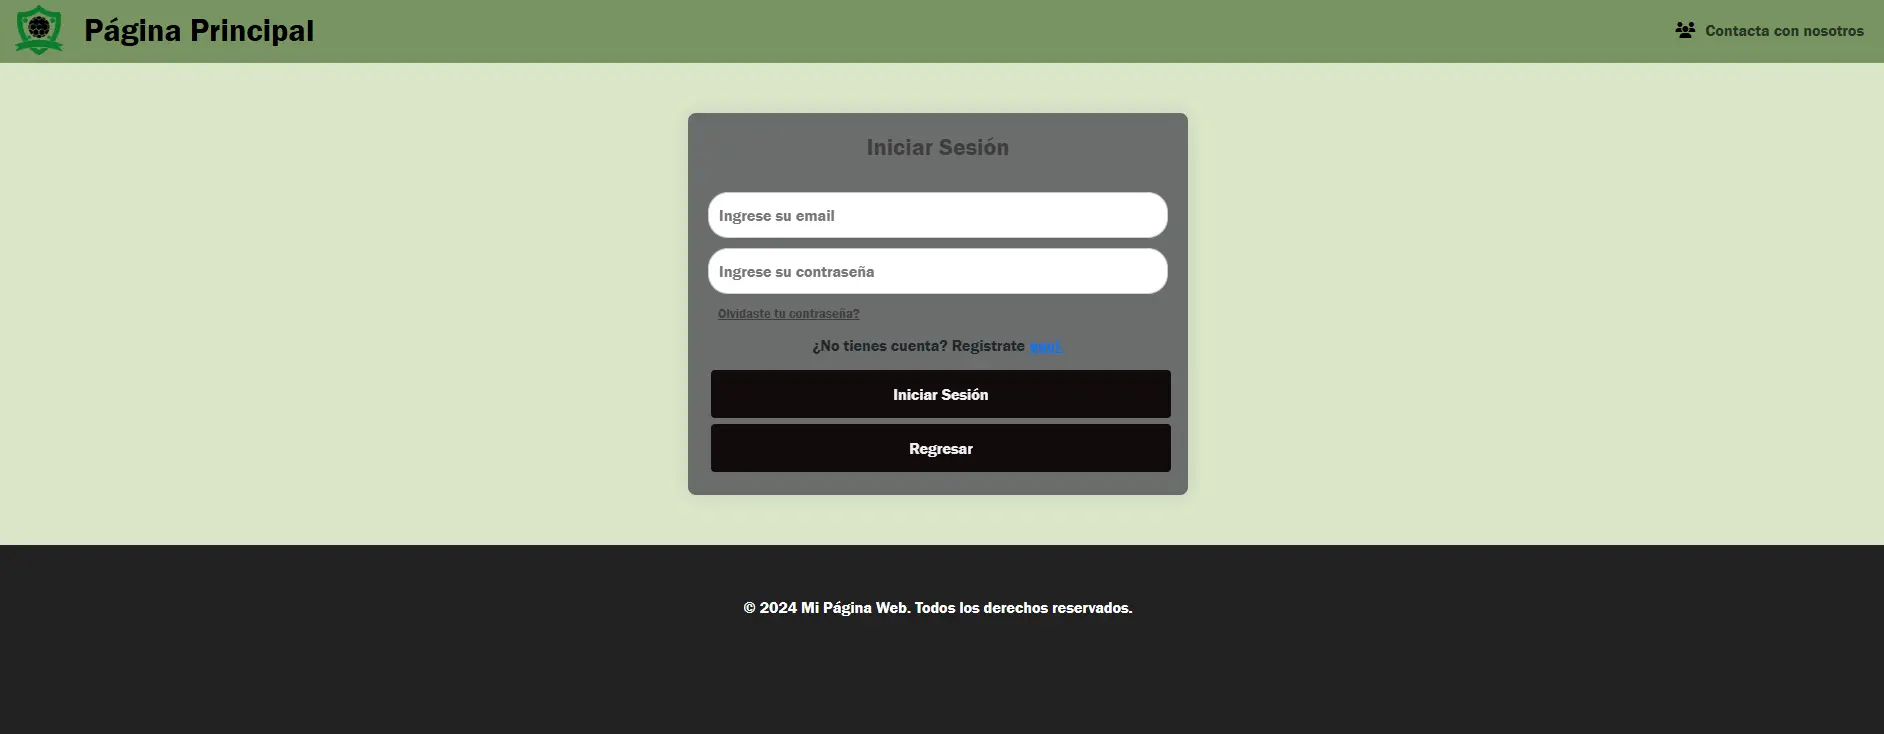 Página Principal
Contacta con nosotros
Iniciar Sesión
Ingrese su email
Ingrese su contraseña
Olvidaste tu contraseña?
¿No tienes cuenta? Registrate
Iniciar Sesión
Regresar
© 2024 Mi Página Web. Todos los derechos reservados.